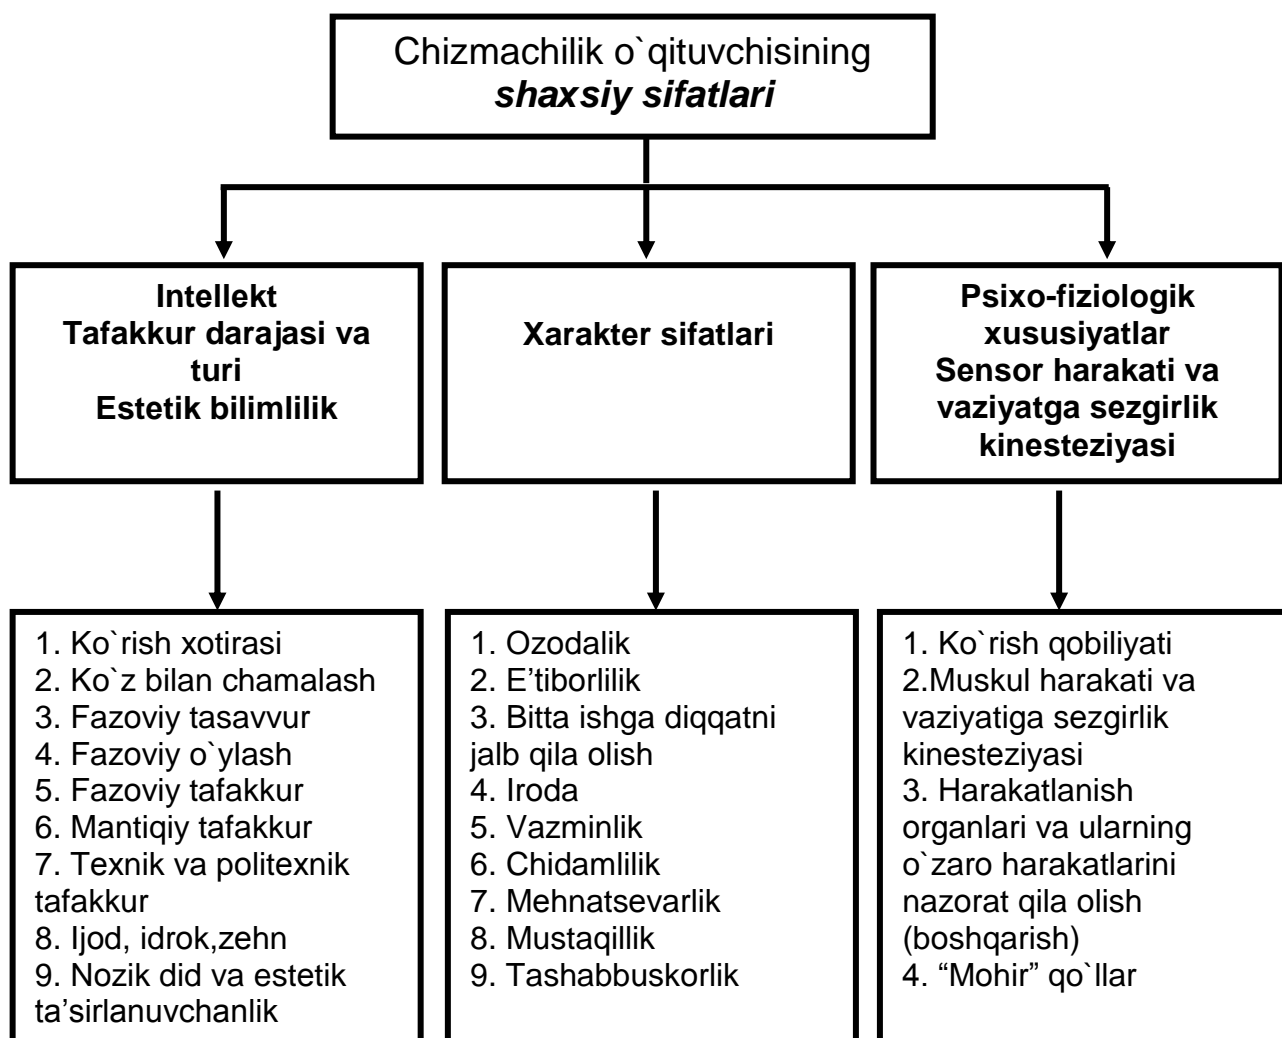 Chizmachilik o`qituvchisining
shaxsiy sifatlari
Intellekt
Tafakkur darajasi va
turi
Estetik bilimlilik
Xarakter sifatlari
Psixo-fiziologik
xususiyatlar
Sensor harakati va
vaziyatga sezgirlik
kinesteziyasi
1. Ko`rish xotirasi
2. Ko`z bilan chamalash
3. Fazoviy tasavvur
4. Fazoviy o`ylash
5. Fazoviy tafakkur
6. Mantiqiy tafakkur
7. Texnik va politexnik
tafakkur
8. Ijod, idrok,zehn
9. Nozik did va estetik
ta’sirlanuvchanlik
1. Ozodalik
2. E’tiborlilik
3. Bitta ishga diqqatni
jalb qila olish
4. Iroda
5. Vazminlik
6. Chidamlilik
7. Mehnatsevarlik
8. Mustaqillik
9. Tashabbuskorlik
1. Ko`rish qobiliyati
2.Muskul harakati va
vaziyatiga sezgirlik
kinesteziyasi
3. Harakatlanish
organlari va ularning
o`zaro harakatlarini
nazorat qila olish
(boshqarish)
4. “Mohir” qo`llar